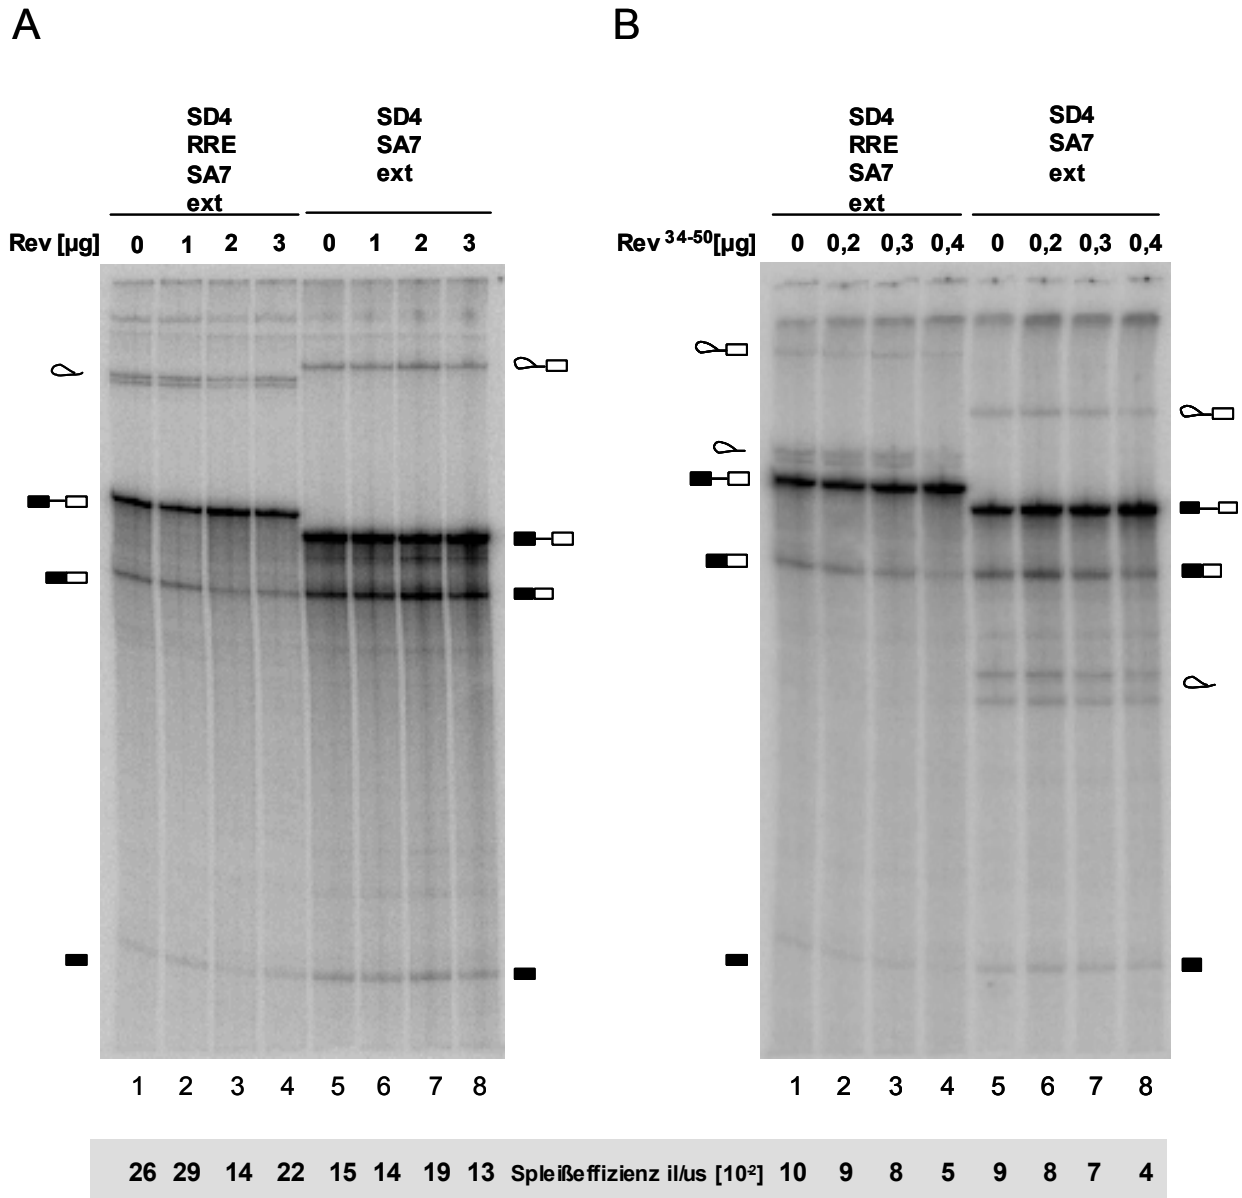 A
B
SD4
RRE
SA7
ext
SD4
SA7
ext
SD4
RRE
SA7
ext
SD4
SA7
ext
Rev [µg] 0 1 2 3 0 1 2 3
Rev 34-50[µg] 0 0,2 0,3 0,4 0 0,2 0,3 0,4
1 2 3 4 5 6 7 8
1 2 3 4 5 6 7 8
26 29 14 22 15 14 19 13 Spleißeffizienz il/us [10-2] 10 9 8 5 9 8 7 4